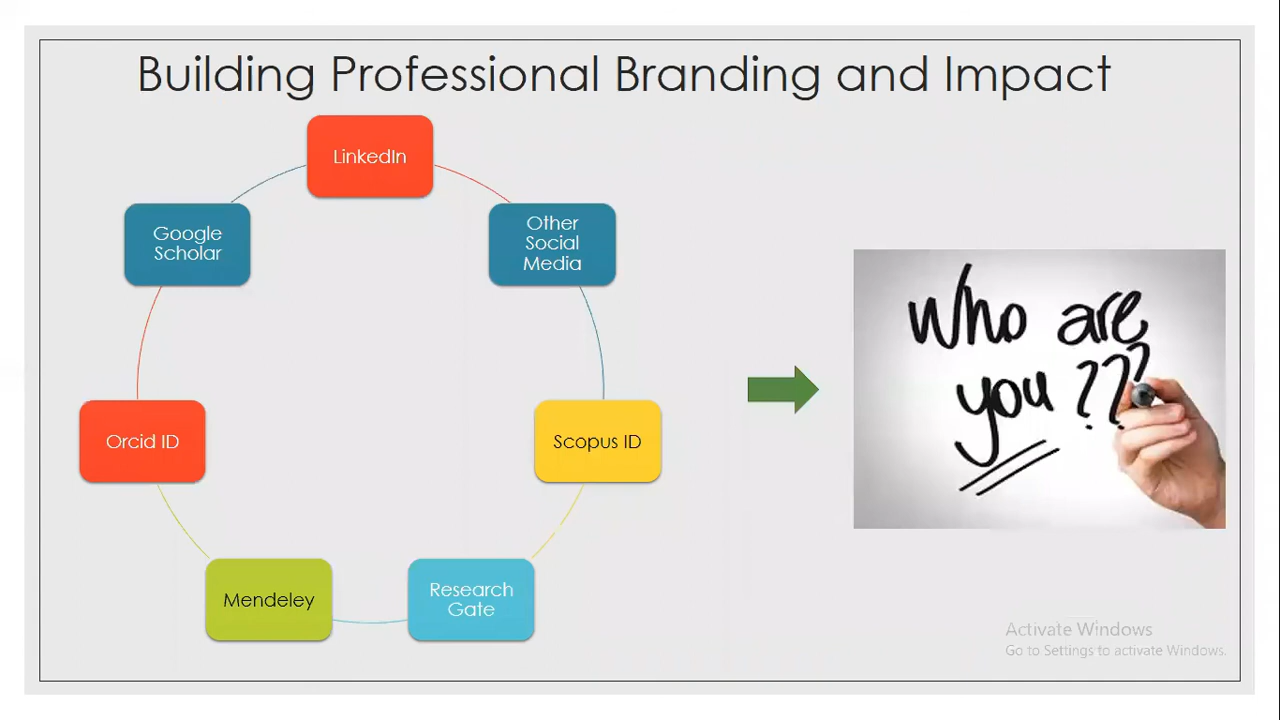 Building Professional Branding and Impact
LinkedIn
Other
Social
Media
Scopus ID
Research
Gate
Mendeley
Orcid ID
Google
Scholar
Who are
you ???
Activate Windows
Go to Settings to activate Windows.